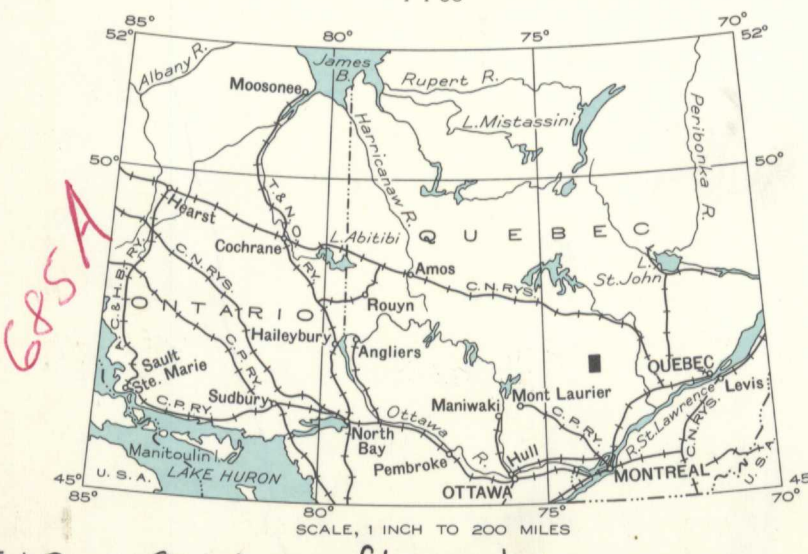 85°
80°
75°
70°
52°
52°
Albany R.
James B.
Moosonee
Rupert R.
L. Mistassini
Peribonka R.
Harricanaw R.
50°
50°
685A
Hearst
T. & N. O. RY.
Cochrane
L. Abitibi
QUEBEC
L. St. John
Amos
C.N. RYS.
C.N. RYS.
A.C. & H.B. RY.
ONTARIO
Rouyn
Haileybury
Angliers
C.P. RY.
Sault Ste. Marie
Sudbury
C.P. RY.
QUEBEC
Levis
Mont Laurier
Maniwaki
C.P. RY.
R. St. Lawrence
C.N. RYS.
Ottawa R.
North Bay
Pembroke
Hull
Manitoulin I.
LAKE HURON
U.S.A.
OTTAWA
MONTREAL
U.S.A.
45°
45°
85°
80°
75°
70°
SCALE, 1 INCH TO 200 MILES